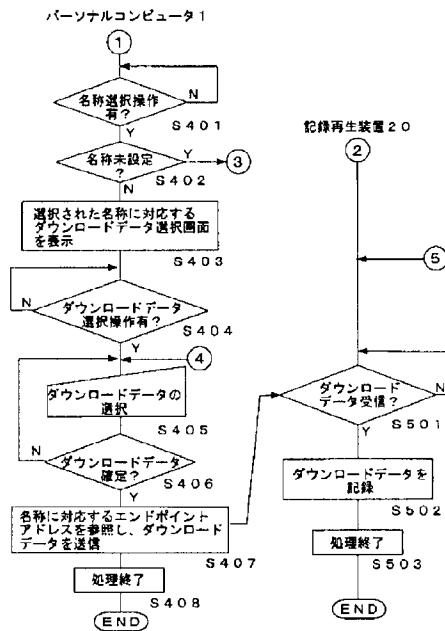 パーソナルコンピュータ1
1
名称選択操作
有?
N
Y
S401
名称未設定
?
Y
3
S402
N
選択された名称に対応する
ダウンロードデータ選択画面
を表示
S403
N
ダウンロードデータ
選択操作有?
S404
Y
4
ダウンロードデータの
選択
S405
N
ダウンロードデータ
確定?
S406
Y
名称に対応するエンドポイント
アドレスを参照し、ダウンロード
データを送信
S407
処理終了
S408
END
記録再生装置20
2
5
ダウンロード
データ受信?
N
S501
Y
ダウンロードデータを
記録
S502
処理終了
S503
END